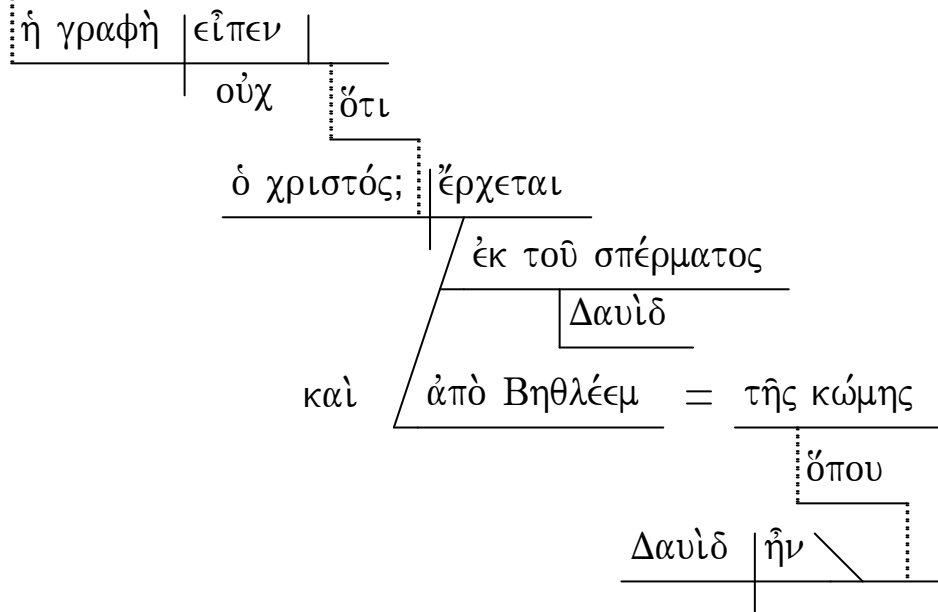 ἡ γραφὴ εἶπεν
οὐχ ὅτι
ὁ χριστός; ἔρχεται
ἐκ τοῦ σπέρματος
Δαυὶδ
καὶ ἀπὸ Βηθλέεμ = τῆς κώμης
ὅπου
Δαυὶδ ἦν